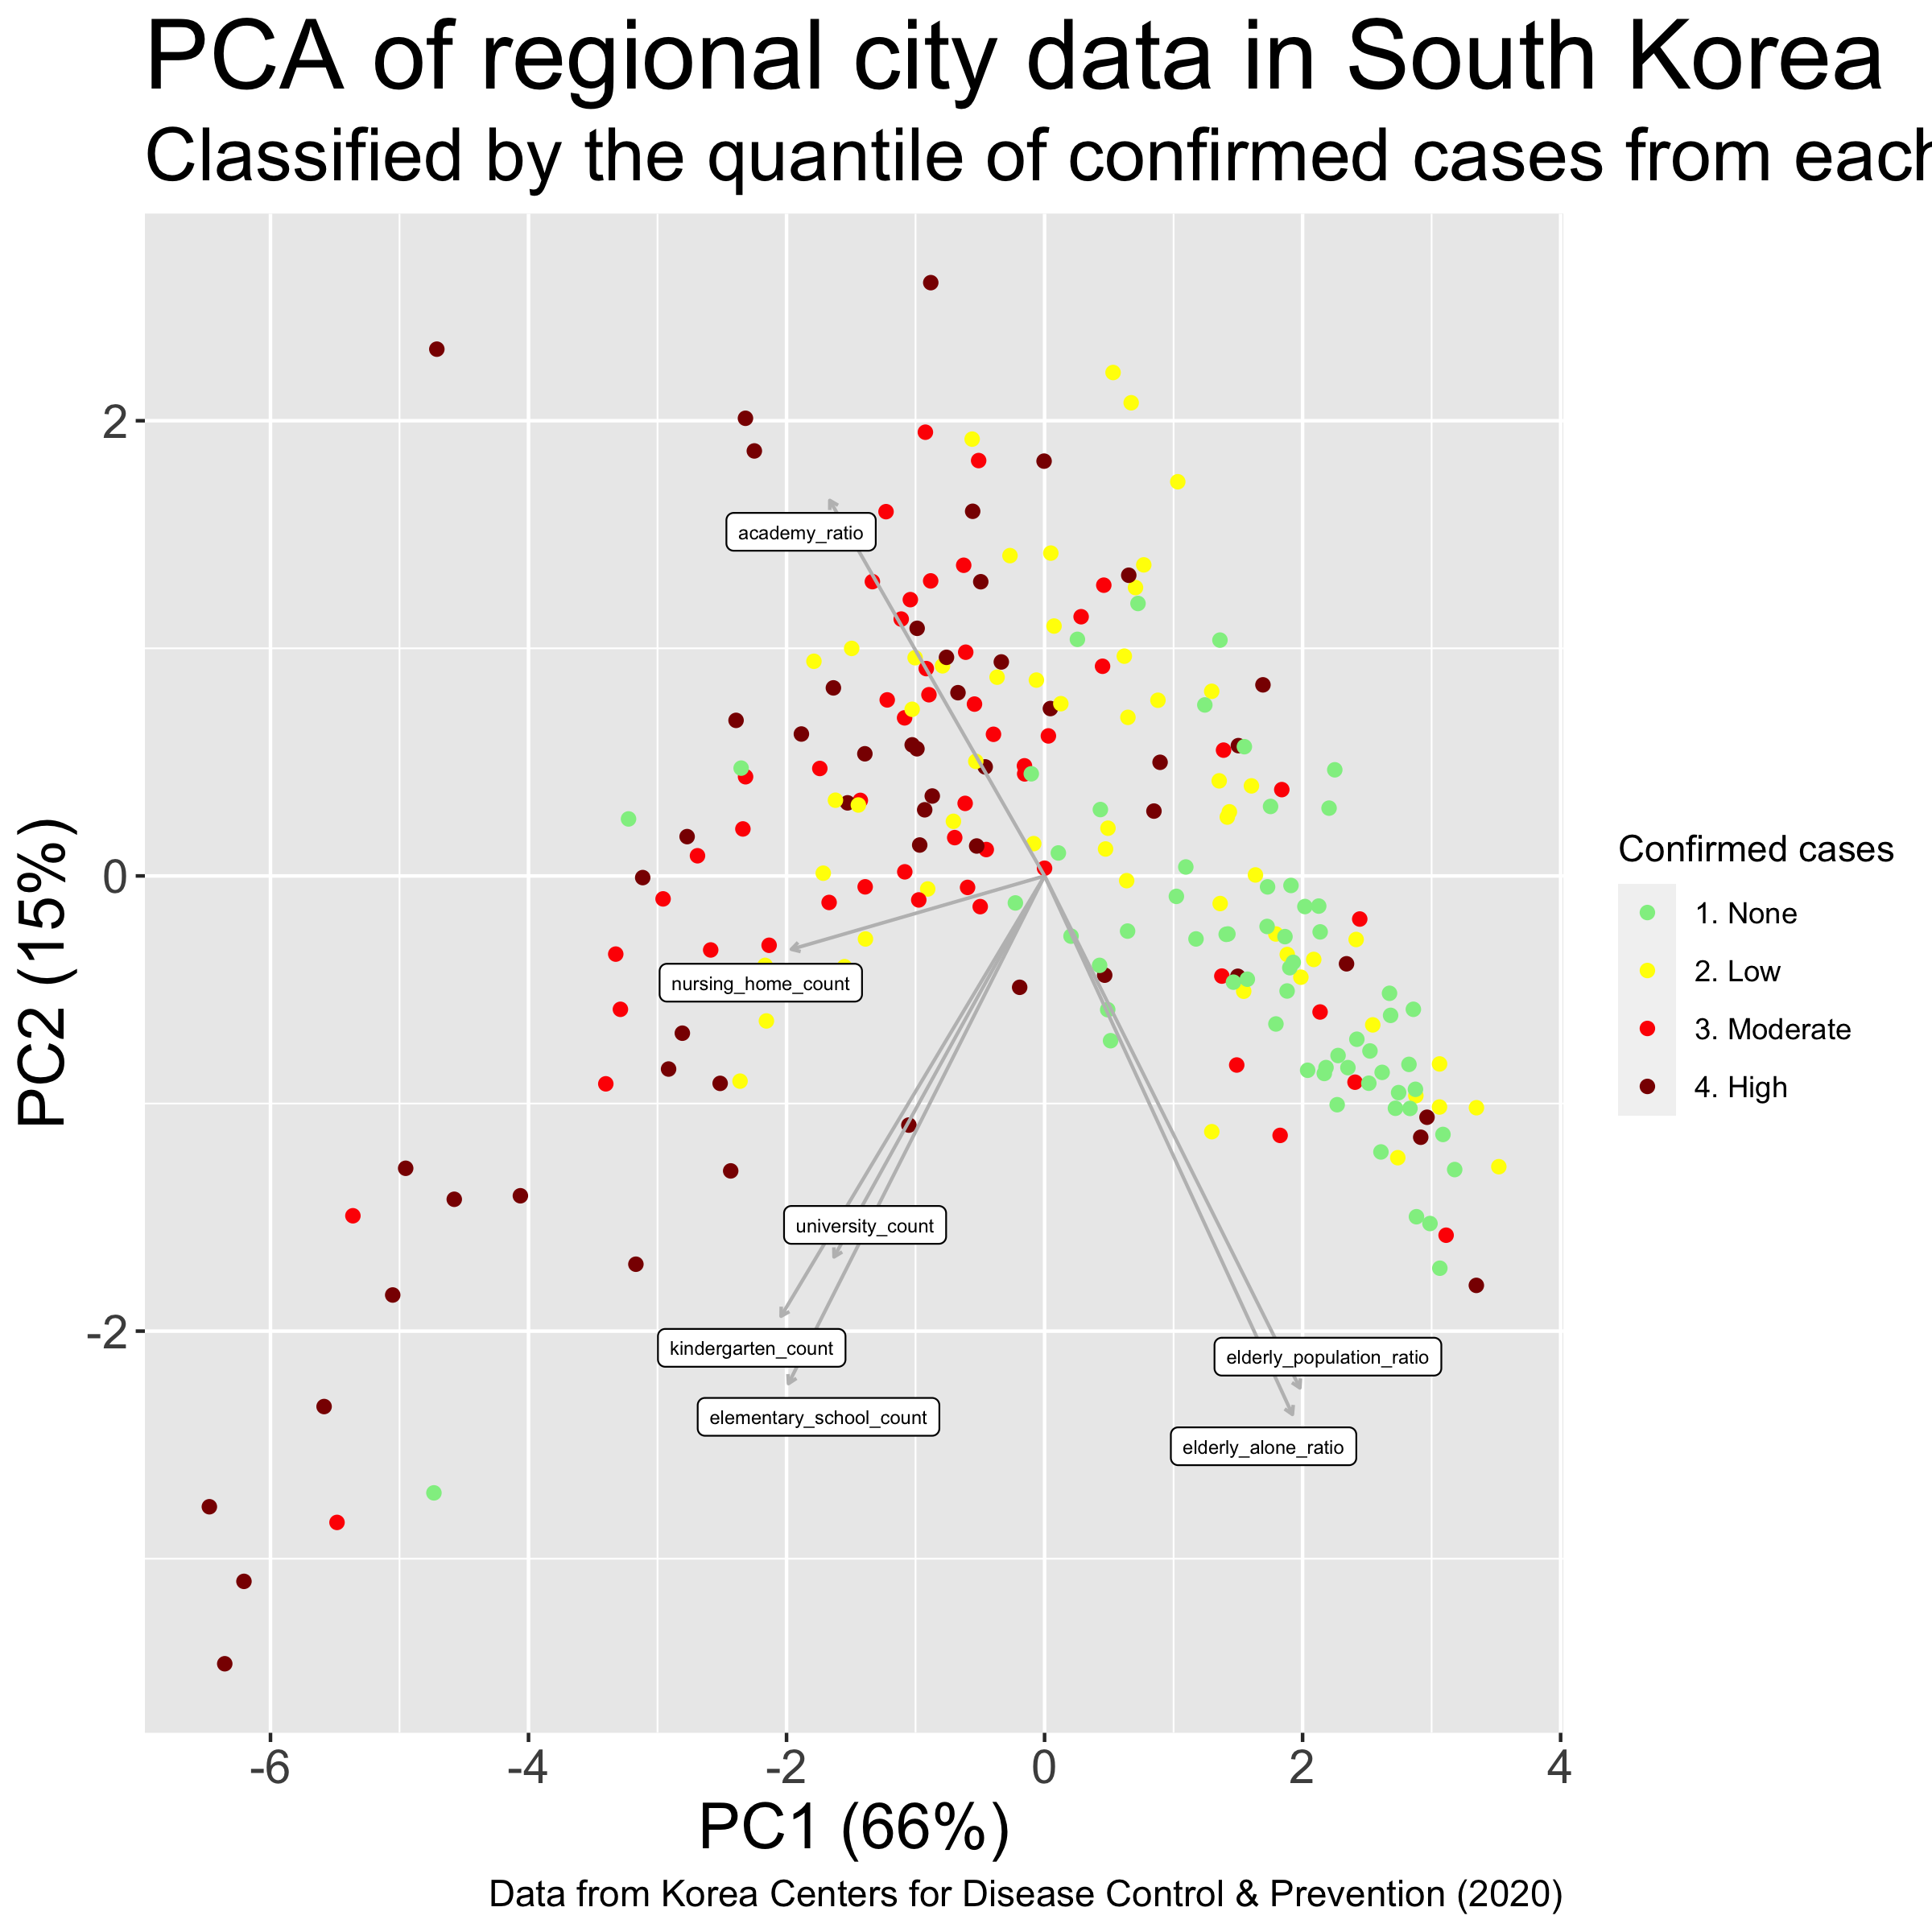 PCA of regional city data in South Korea
Classified by the quantile of confirmed cases from each
academy_ratio
nursing_home_count
university_count
kindergarten_count
elementary_school_count
elderly_population_ratio
elderly_alone_ratio
2
0
-2
-6
-4
-2
0
2
4
PC2 (15%)
PC1 (66%)
Confirmed cases
1. None
2. Low
3. Moderate
4. High
Data from Korea Centers for Disease Control & Prevention (2020)